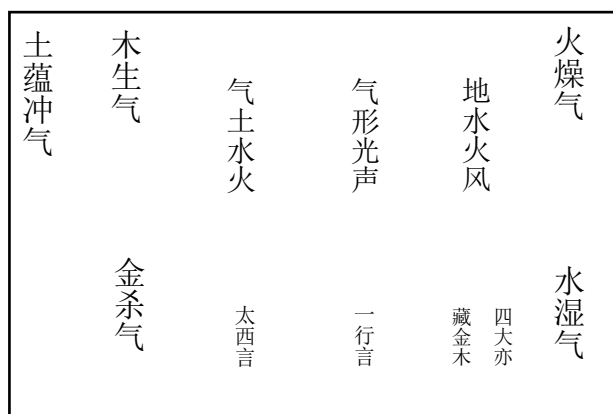 火燥气
水湿气
地水火风
四大亦
藏金木
气形光声
一行言
气土水火
太西言
木生气
金杀气
土蕴冲气